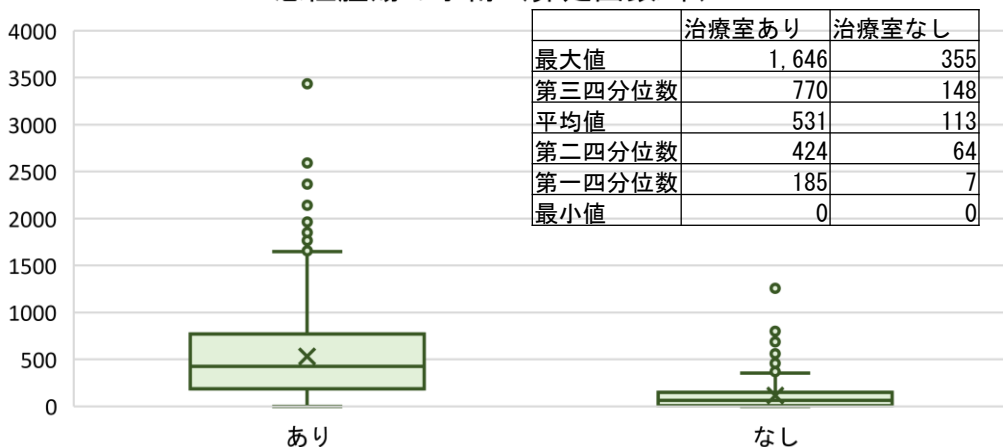 治療室あり 治療室なし
最大値 1,646 355
第三四分位数 770 148
平均値 531 113
第二四分位数 424 64
第一四分位数 185 7
最小値 0 0
4000
3500
3000
2500
2000
1500
1000
500
0
あり なし